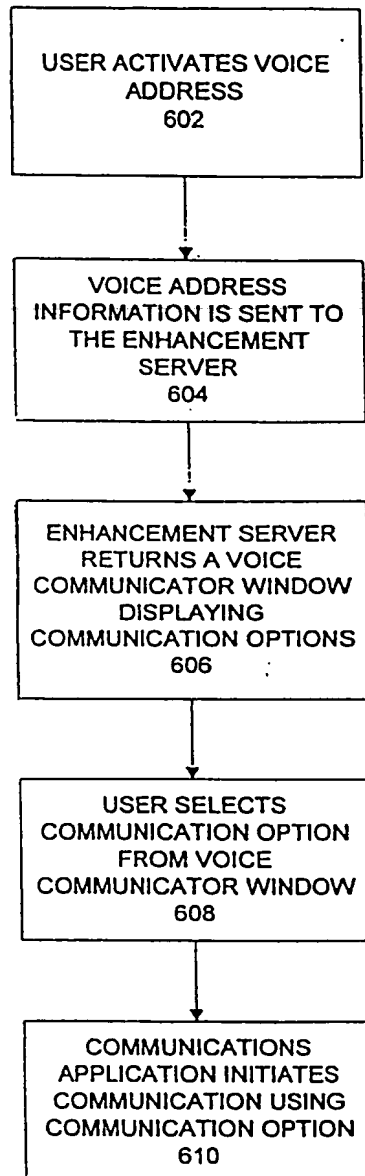 USER ACTIVATES VOICE
ADDRESS
602
VOICE ADDRESS
INFORMATION IS SENT TO
THE ENHANCEMENT
SERVER
604
ENHANCEMENT SERVER
RETURNS A VOICE
COMMUNICATOR WINDOW
DISPLAYING
COMMUNICATION OPTIONS
606
USER SELECTS
COMMUNICATION OPTION
FROM VOICE
COMMUNICATOR WINDOW
608
COMMUNICATIONS
APPLICATION INITIATES
COMMUNICATION USING
COMMUNICATION OPTION
610